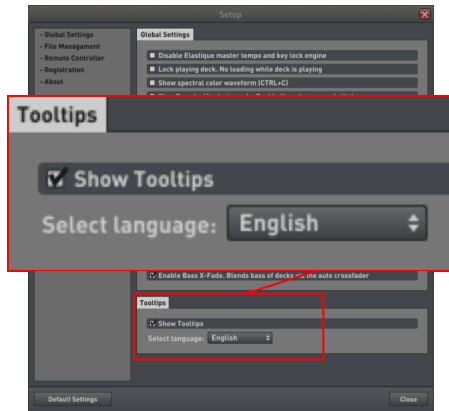 Setup
- Global Settings
- File Managament
- Remote Controller
- Registration
- About
Global Settings
Disable Elastique master tempo and key lock engine
Lock playing deck. No loading while deck is playing
Show spectral color waveform (CTRL+C)
Tooltips
Show Tooltips
Select language: English
Enable Bass X-Fade. Blends bass of decks via the auto crossfader
Tooltips
Show Tooltips
Select language: English
Default Settings
Close